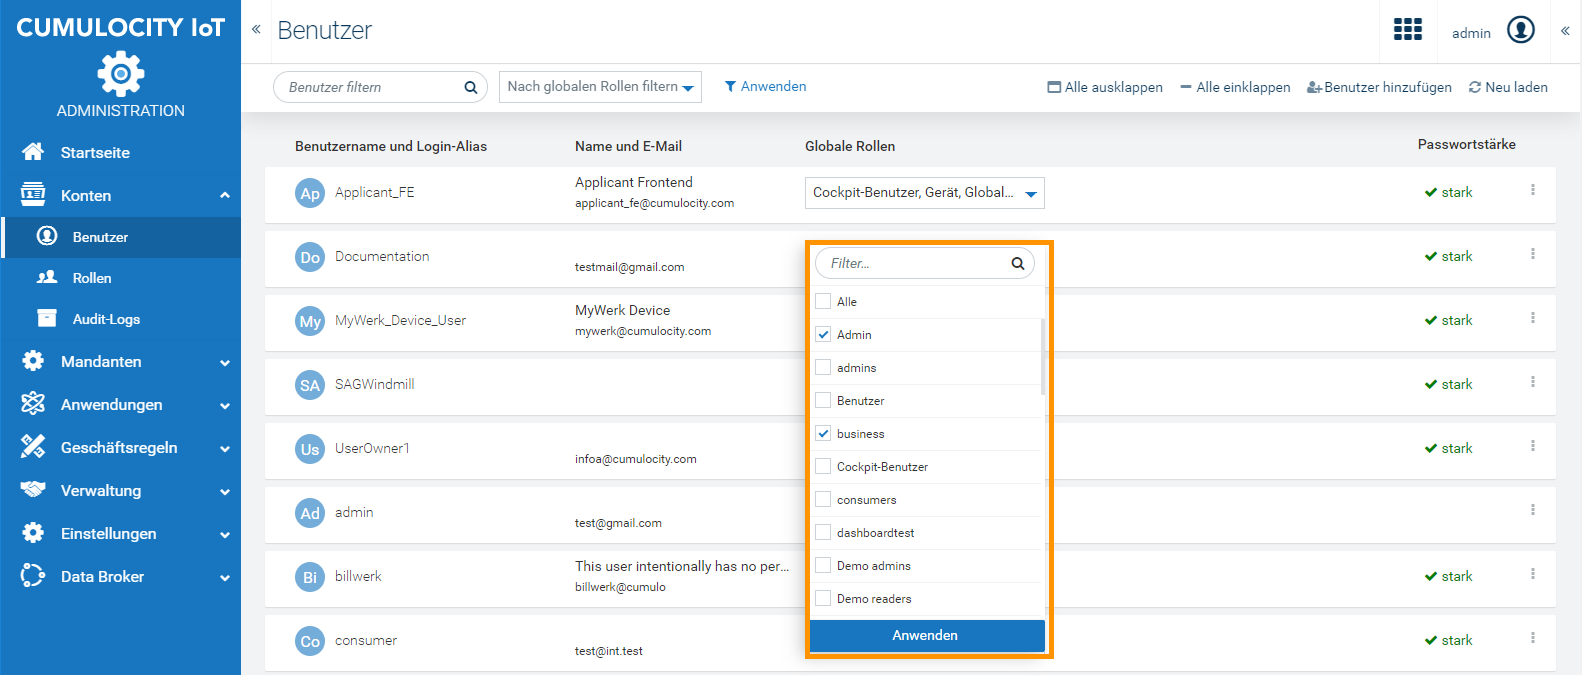 CUMULOCITY IoT
ADMINISTRATION
Startseite
Konten
Benutzer
Rollen
Audit-Logs
Mandanten
Anwendungen
Geschäftsregeln
Verwaltung
Einstellungen
Data Broker
« Benutzer
admin «
Benutzer filtern
Nach globalen Rollen filtern
Anwenden
Alle ausklappen
Alle einklappen
Benutzer hinzufügen
Neu laden
Benutzername und Login-Alias Name und E-Mail Globale Rollen Passwortstärke
Ap Applicant_FE Applicant Frontend Cockpit-Benutzer, Gerät, Global... stark
applicant_fe@cumulocity.com
Do Documentation stark
testmail@gmail.com
My MyWerk_Device_User MyWerk Device stark
mywerk@cumulocity.com
SA SAGWindmill stark
Us UserOwner1 stark
infoa@cumulocity.com
Ad admin
test@gmail.com
Bi billwerk This user intentionally has no per... stark
billwerk@cumulo
Co consumer stark
test@int.test
Filter...
Alle
Admin
admins
Benutzer
business
Cockpit-Benutzer
consumers
dashboardtest
Demo admins
Demo readers
Anwenden